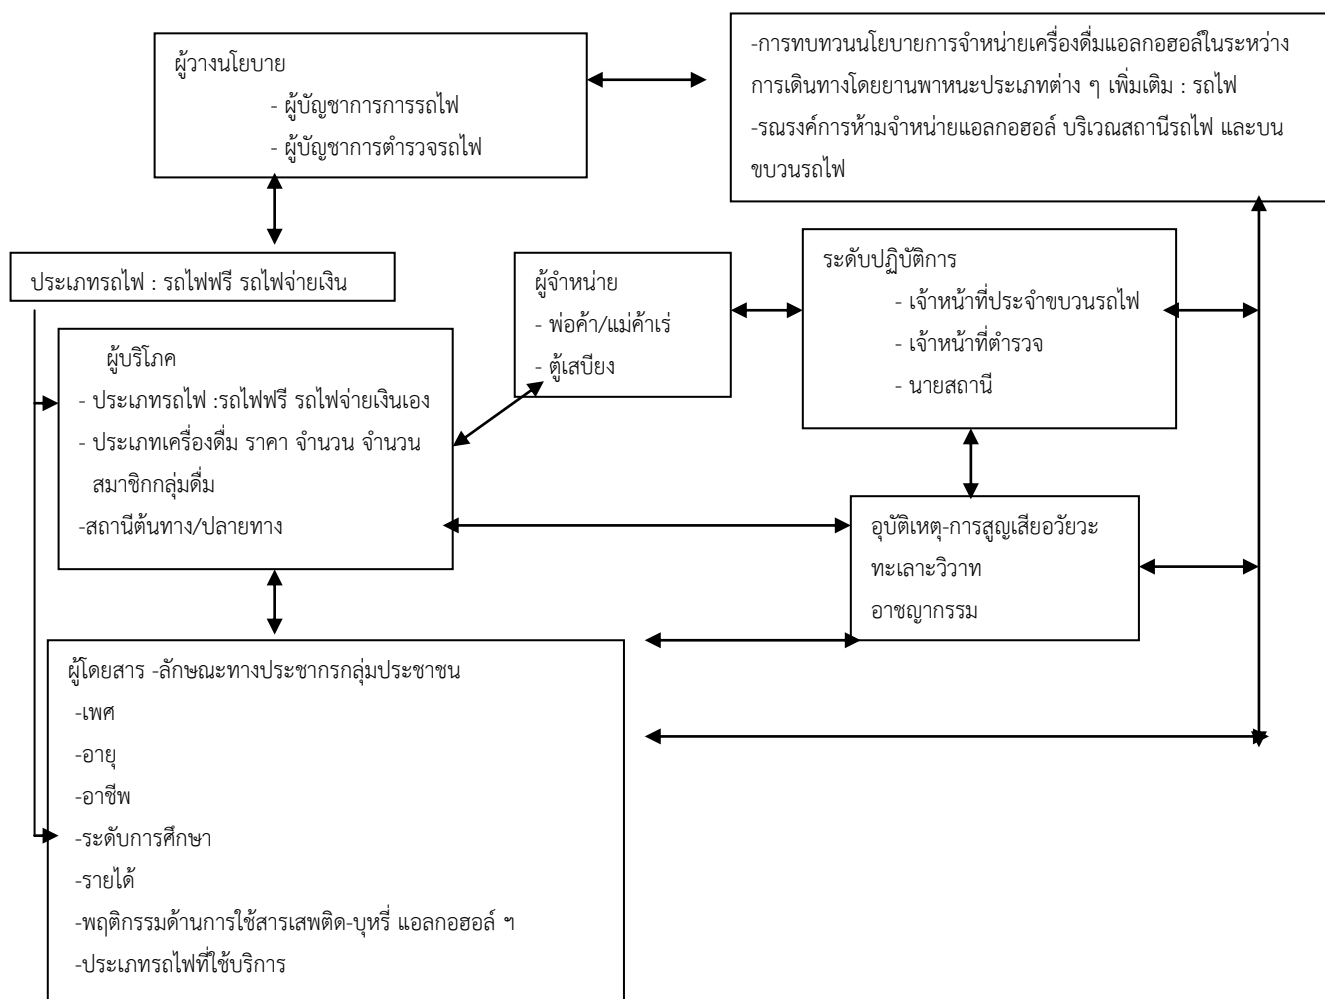 ผู้วางนโยบาย
- ผู้บัญชาการการรถไฟ
- ผู้บัญชาการตำรวจรถไฟ
-การทบทวนนโยบายการจำหน่ายเครื่องดื่มแอลกอฮอล์ในระหว่าง
การเดินทางโดยยานพาหนะประเภทต่าง ๆ เพิ่มเติม : รถไฟ
-รณรงค์การห้ามจำหน่ายแอลกอฮอล์ บริเวณสถานีรถไฟ และบน
ขบวนรถไฟ
ประเภทรถไฟ : รถไฟฟรี รถไฟจ่ายเงิน
ผู้จำหน่าย
- พ่อค้า/แม่ค้าเร่
- ตู้เสบียง
ระดับปฏิบัติการ
- เจ้าหน้าที่ประจำขบวนรถไฟ
- เจ้าหน้าที่ตำรวจ
- นายสถานี
ผู้บริโภค
- ประเภทรถไฟ :รถไฟฟรี รถไฟจ่ายเงินเอง
- ประเภทเครื่องดื่ม ราคา จำนวน จำนวน
สมาชิกกลุ่มดื่ม
-สถานีต้นทาง/ปลายทาง
อุบัติเหตุ-การสูญเสียอวัยวะ
ทะเลาะวิวาท
อาชญากรรม
ผู้โดยสาร -ลักษณะทางประชากรกลุ่มประชาชน
-เพศ
-อายุ
-อาชีพ
-ระดับการศึกษา
-รายได้
-พฤติกรรมด้านการใช้สารเสพติด-บุหรี่ แอลกอฮอล์ ฯ
-ประเภทรถไฟที่ใช้บริการ